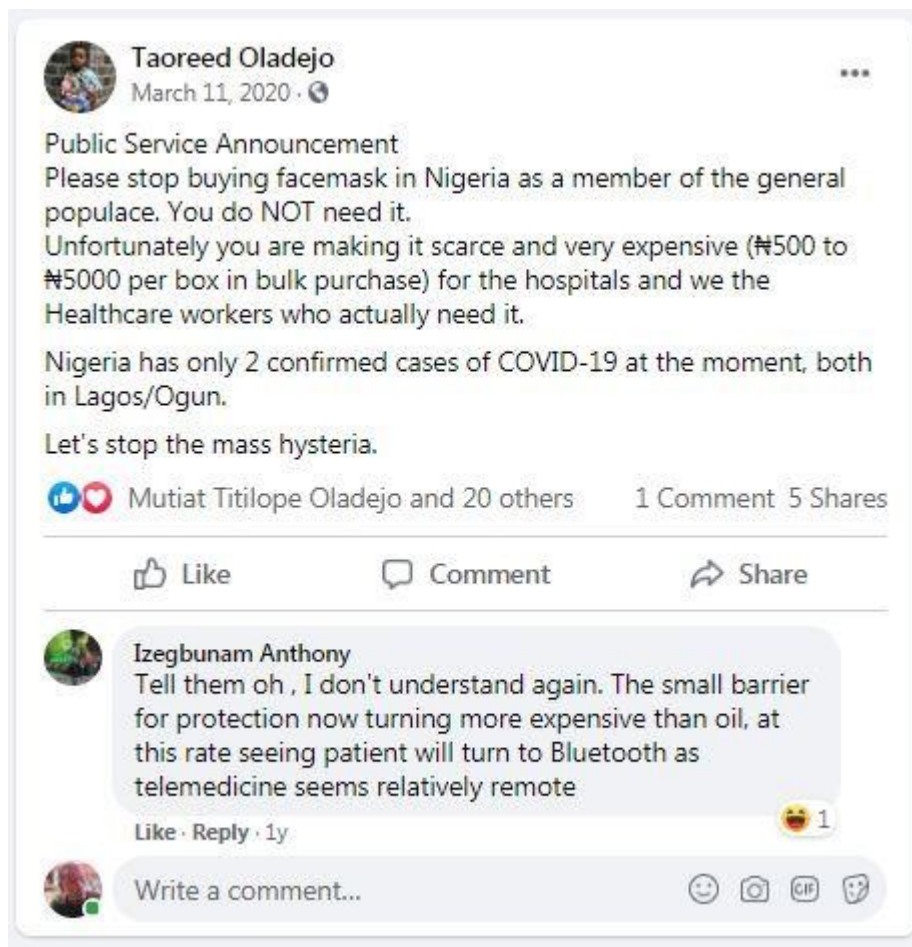 Taoreed Oladejo
March 11, 2020 ·
Public Service Announcement
Please stop buying facemask in Nigeria as a member of the general
populace. You do NOT need it.
Unfortunately you are making it scarce and very expensive (₦500 to
₦5000 per box in bulk purchase) for the hospitals and we the
Healthcare workers who actually need it.
Nigeria has only 2 confirmed cases of COVID-19 at the moment, both
in Lagos/Ogun.
Let's stop the mass hysteria.
Mutiat Titilope Oladejo and 20 others 1 Comment 5 Shares
Like Comment Share
Izegbunam Anthony
Tell them oh , I don't understand again. The small barrier
for protection now turning more expensive than oil, at
this rate seeing patient will turn to Bluetooth as
telemedicine seems relatively remote
1
Like · Reply · 1y
Write a comment... GIF